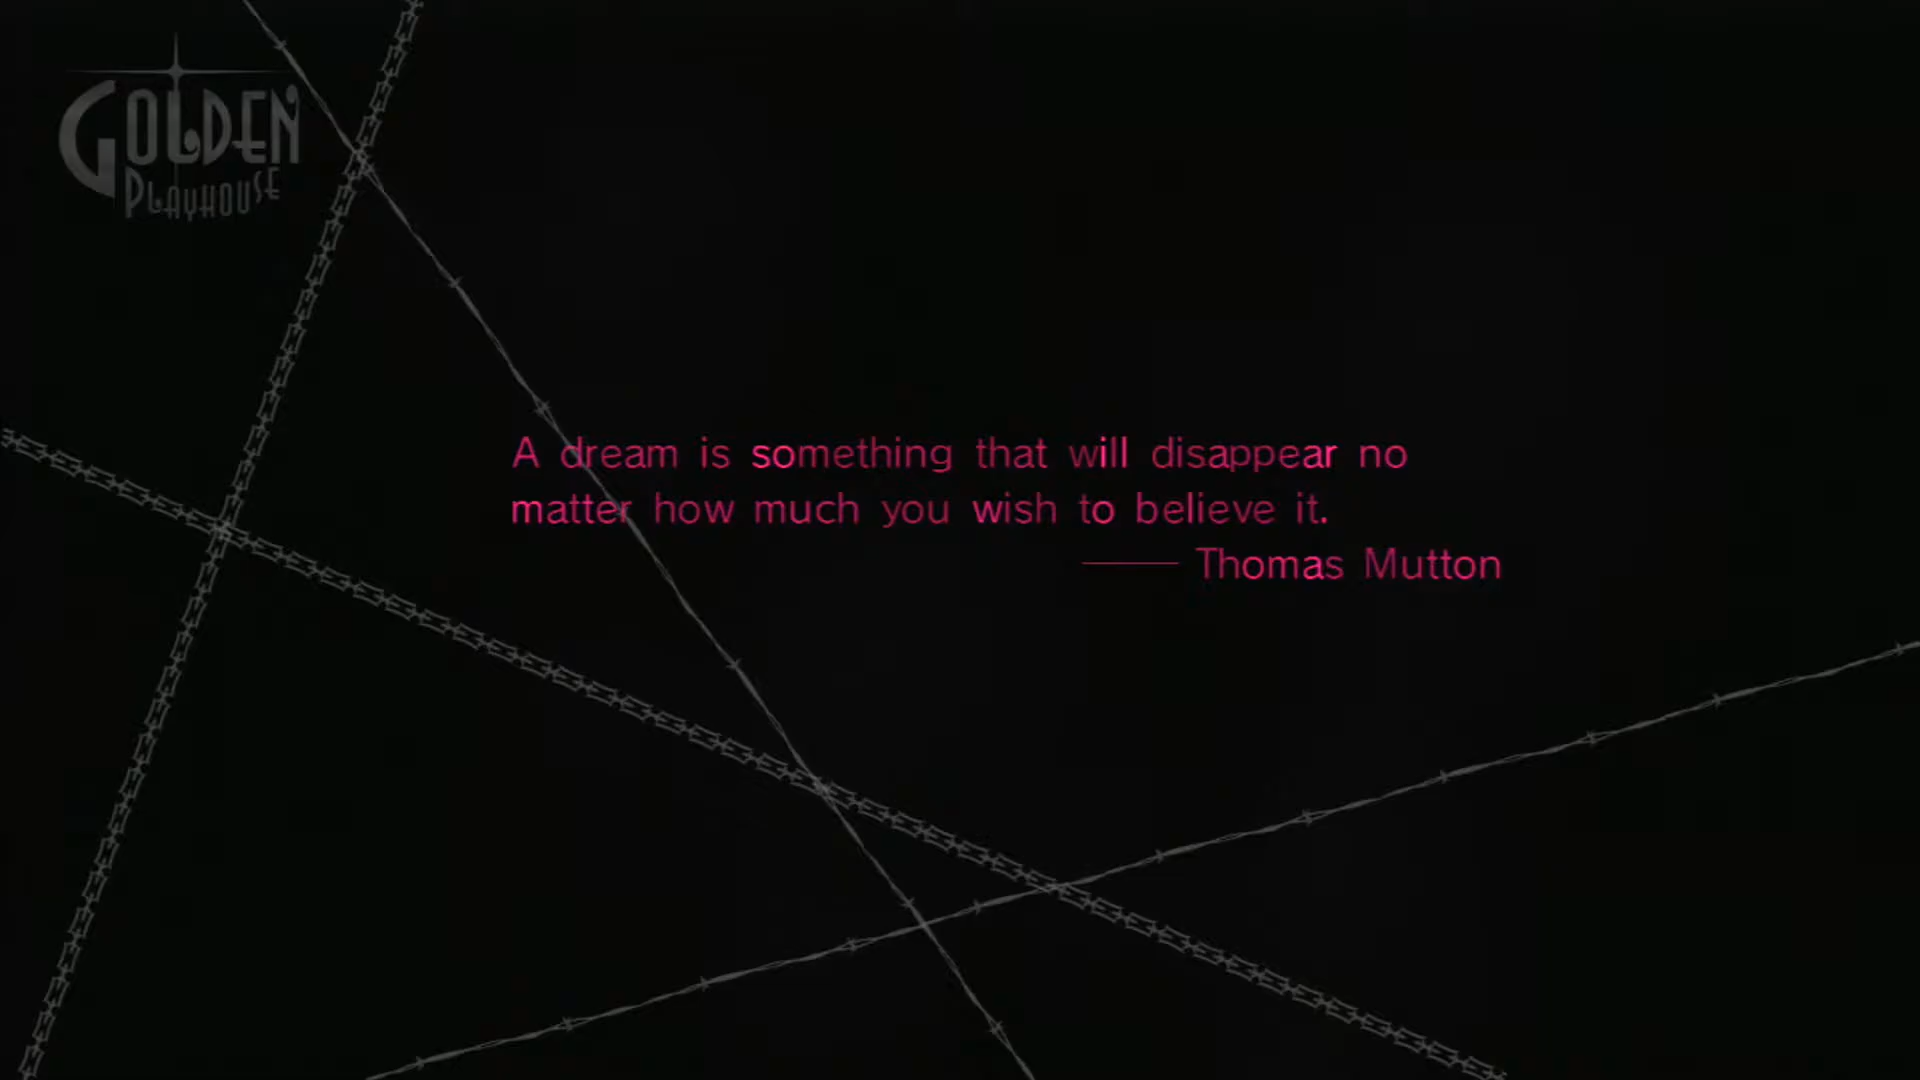 GOLDEN
PLAYHOUSE
A dream is something that will disappear no
matter how much you wish to believe it.
—— Thomas Mutton